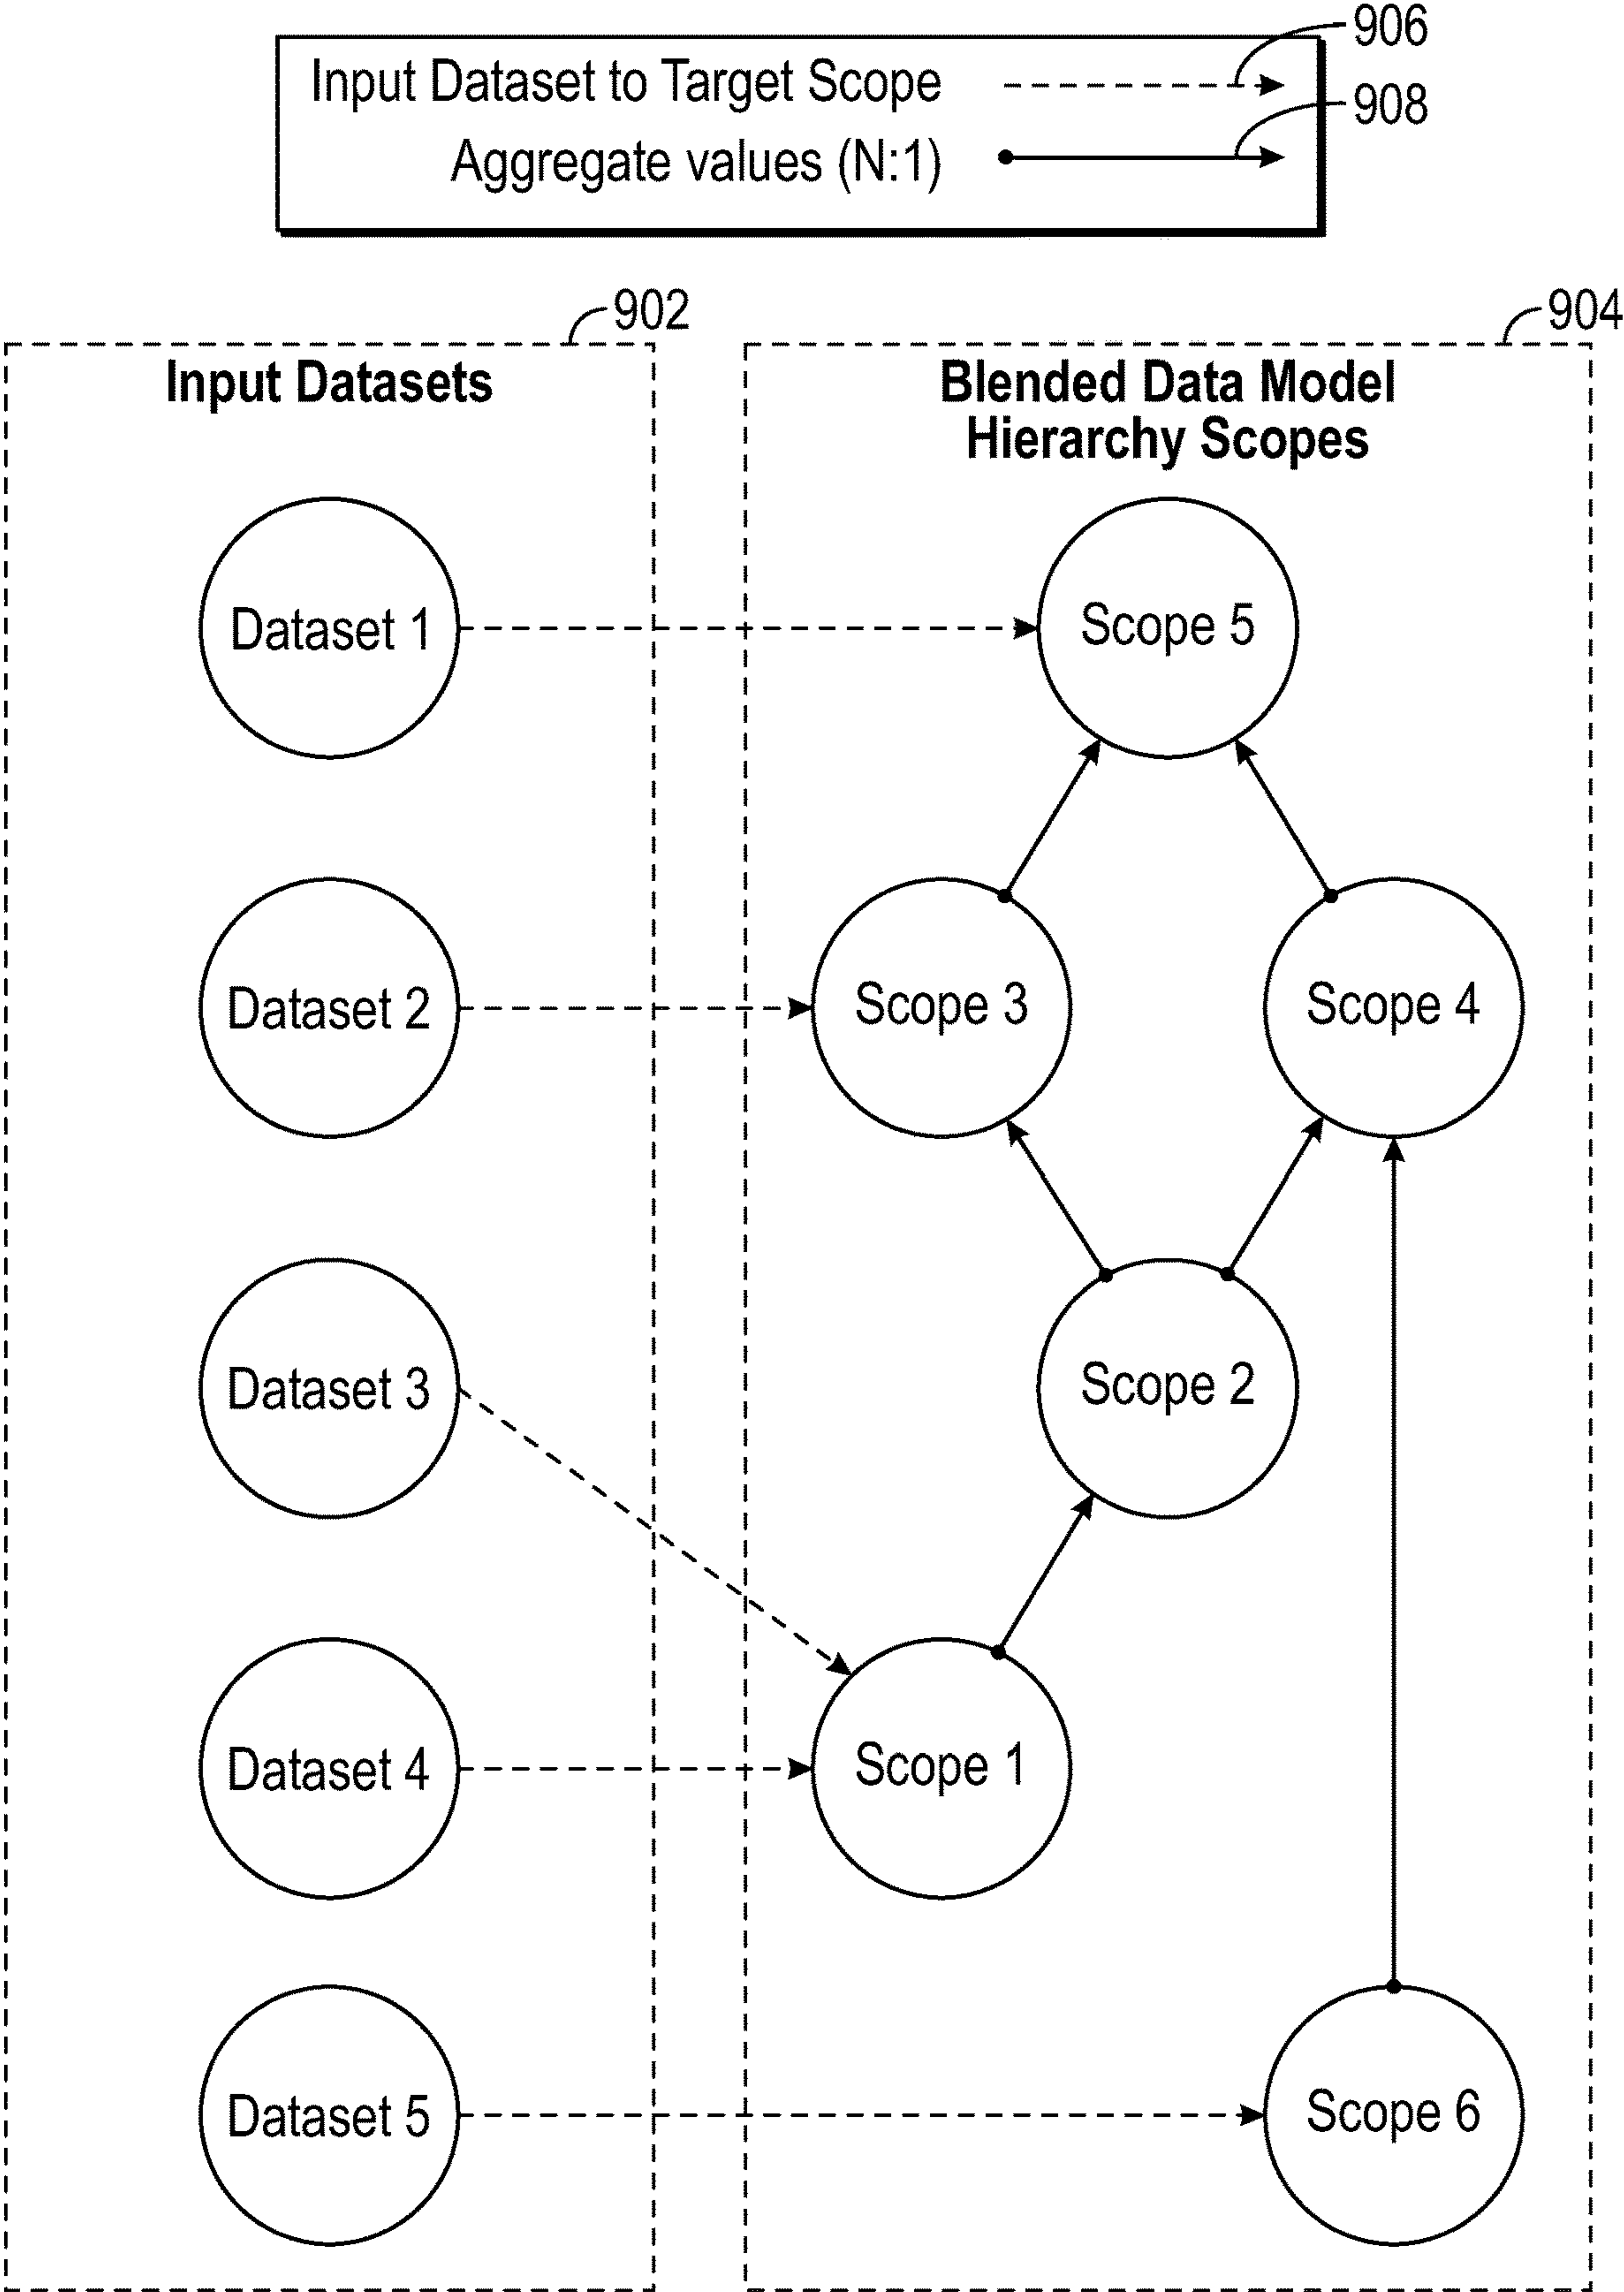 906
Input Dataset to Target Scope
908
Aggregate values (N:1)
902
904
Input Datasets
Blended Data Model
Hierarchy Scopes
Dataset 1
Scope 5
Dataset 2
Scope 3
Scope 4
Dataset 3
Scope 2
Dataset 4
Scope 1
Dataset 5
Scope 6